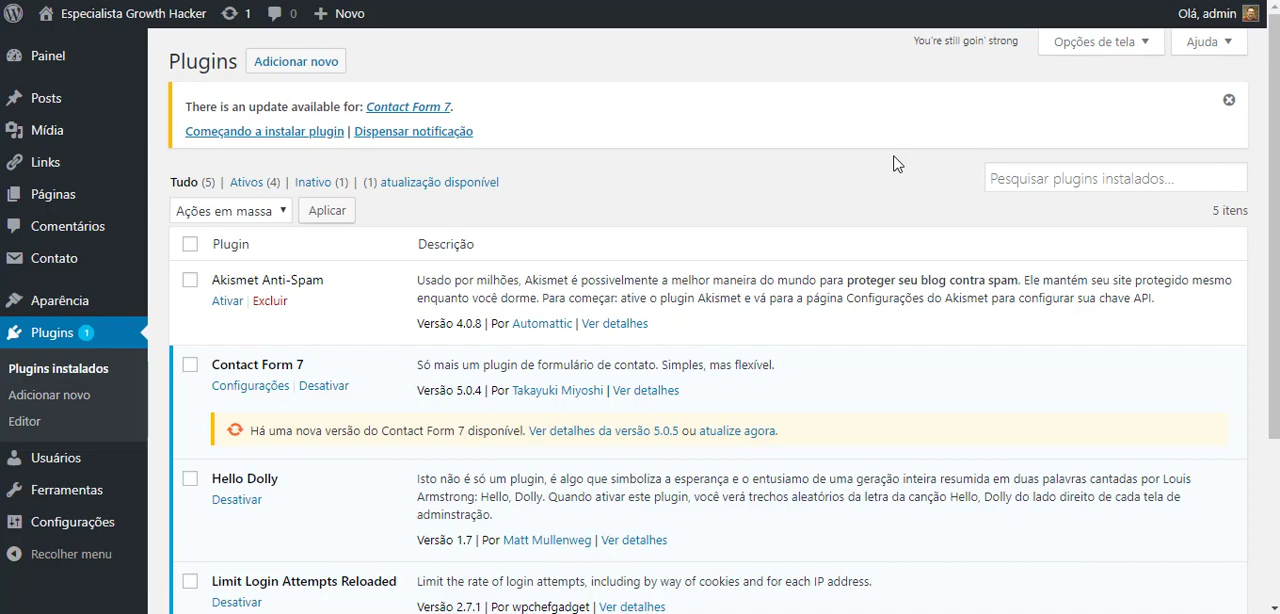 Especialista Growth Hacker 1 0 Novo Olá, admin
Painel
Posts
Mídia
Links
Páginas
Comentários
Contato
Aparência
Plugins 1
Plugins instalados
Adicionar novo
Editor
Usuários
Ferramentas
Configurações
Recolher menu
You're still goin' strong Opções de tela ▼ Ajuda ▼
Plugins Adicionar novo
There is an update available for: Contact Form 7.
Começando a instalar plugin | Dispensar notificação
Tudo (5) | Ativos (4) | Inativo (1) | (1) atualização disponível
Pesquisar plugins instalados...
Ações em massa ▼ Aplicar 5 itens
Plugin Descrição
Akismet Anti-Spam
Ativar | Excluir
Usado por milhões, Akismet é possivelmente a melhor maneira do mundo para proteger seu blog contra spam. Ele mantém seu site protegido mesmo
enquanto você dorme. Para começar: ative o plugin Akismet e vá para a página Configurações do Akismet para configurar sua chave API.
Versão 4.0.8 | Por Automattic | Ver detalhes
Contact Form 7
Configurações | Desativar
Só mais um plugin de formulário de contato. Simples, mas flexível.
Versão 5.0.4 | Por Takayuki Miyoshi | Ver detalhes
Há uma nova versão do Contact Form 7 disponível. Ver detalhes da versão 5.0.5 ou atualize agora.
Hello Dolly
Desativar
Isto não é só um plugin, é algo que simboliza a esperança e o entusiamo de uma geração inteira resumida em duas palavras cantadas por Louis
Armstrong: Hello, Dolly. Quando ativar este plugin, você verá trechos aleatórios da letra da canção Hello, Dolly do lado direito de cada tela de
adminstração.
Versão 1.7 | Por Matt Mullenweg | Ver detalhes
Limit Login Attempts Reloaded
Desativar
Limit the rate of login attempts, including by way of cookies and for each IP address.
Versão 2.7.1 | Por wpchefgadget | Ver detalhes